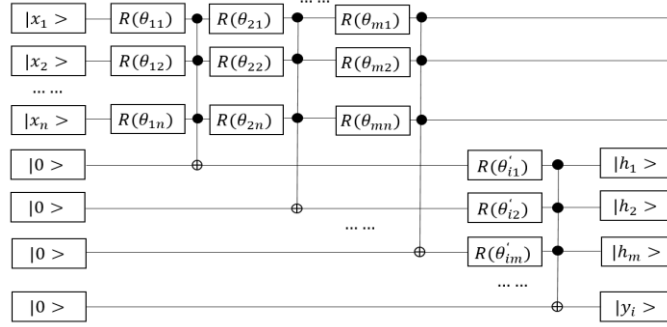 ... ...
|x₁ > R(θ₁₁) R(θ₂₁) R(θₘ₁)
|x₂ > R(θ₁₂) R(θ₂₂) R(θₘ₂)
... ...
|xₙ > R(θ₁ₙ) R(θ₂ₙ) R(θₘₙ)
|0 > R(θ'ᵢ₁) |h₁ >
|0 > R(θ'ᵢ₂) |h₂ >
... ...
|0 > R(θ'ᵢₘ) |hₘ >
... ...
|0 > |yᵢ >